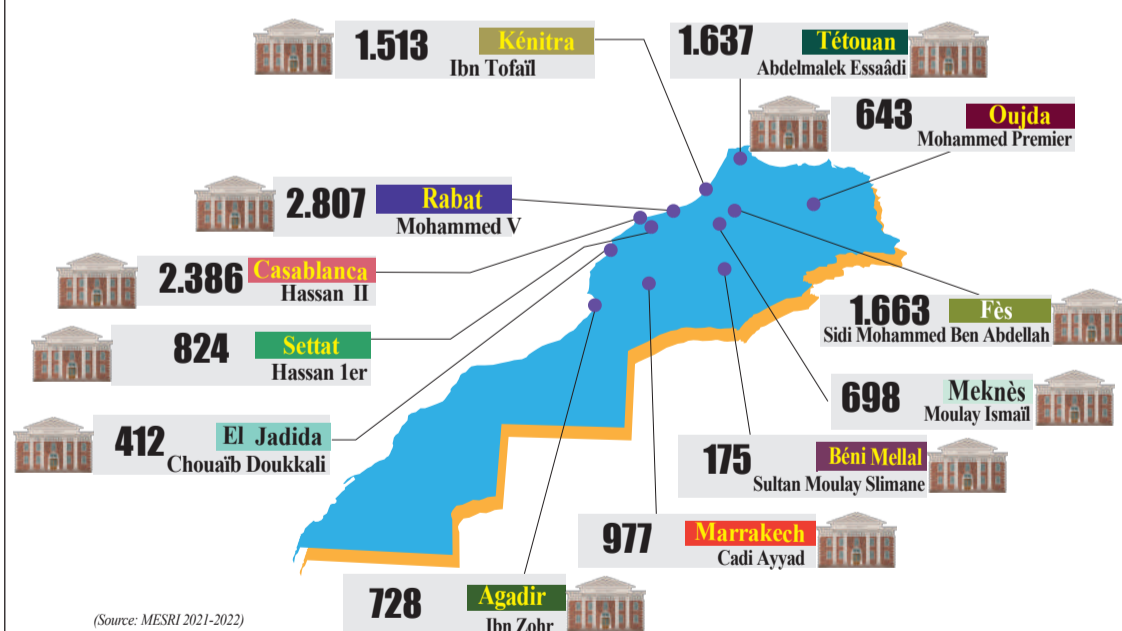 1.513 Kénitra
Ibn Tofaïl
1.637 Tétouan
Abdelmalek Essaâdi
643 Oujda
Mohammed Premier
2.807 Rabat
Mohammed V
2.386 Casablanca
Hassan II
1.663 Fès
Sidi Mohammed Ben Abdellah
824 Settat
Hassan 1er
698 Meknès
Moulay Ismaïl
412 El Jadida
Chouaïb Doukkali
175 Béni Mellal
Sultan Moulay Slimane
977 Marrakech
Cadi Ayyad
728 Agadir
Ibn Zohr
(Source: MESRI 2021-2022)